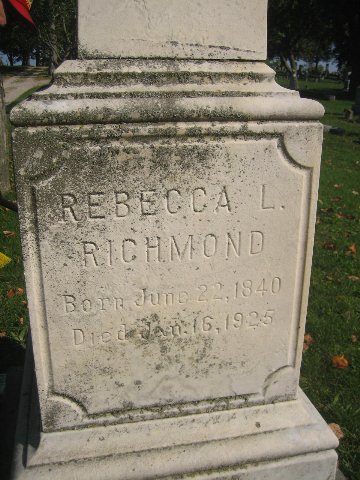 REBECCA L.
RICHMOND
Born June 22, 1840
Died Jan. 16, 1925